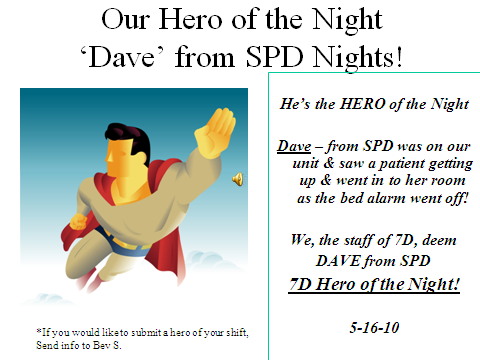 Our Hero of the Night
‘Dave’ from SPD Nights!
He’s the HERO of the Night
Dave – from SPD was on our
unit & saw a patient getting
up & went in to her room
as the bed alarm went off!
We, the staff of 7D, deem
DAVE from SPD
7D Hero of the Night!
5-16-10
*If you would like to submit a hero of your shift,
Send info to Bev S.